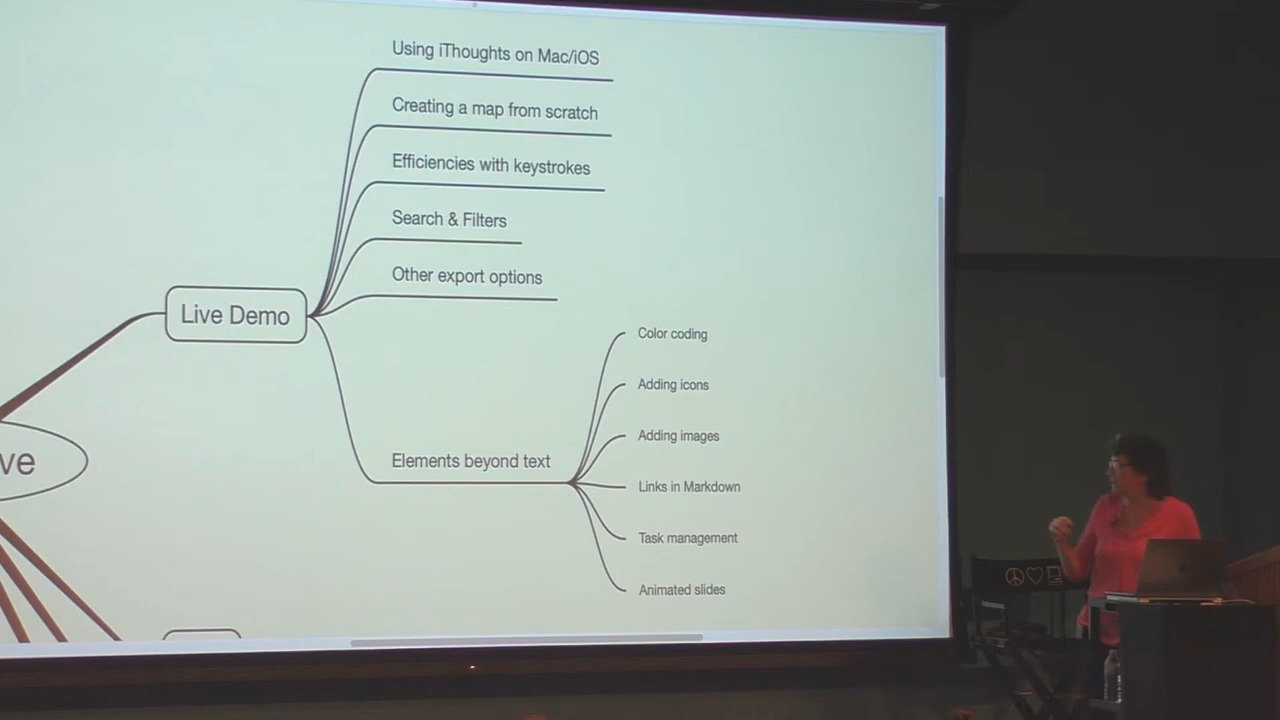 Using iThoughts on Mac/iOS
Creating a map from scratch
Efficiencies with keystrokes
Search & Filters
Other export options
Live Demo
Color coding
Adding icons
Adding images
ve
Elements beyond text
Links in Markdown
Task management
Animated slides